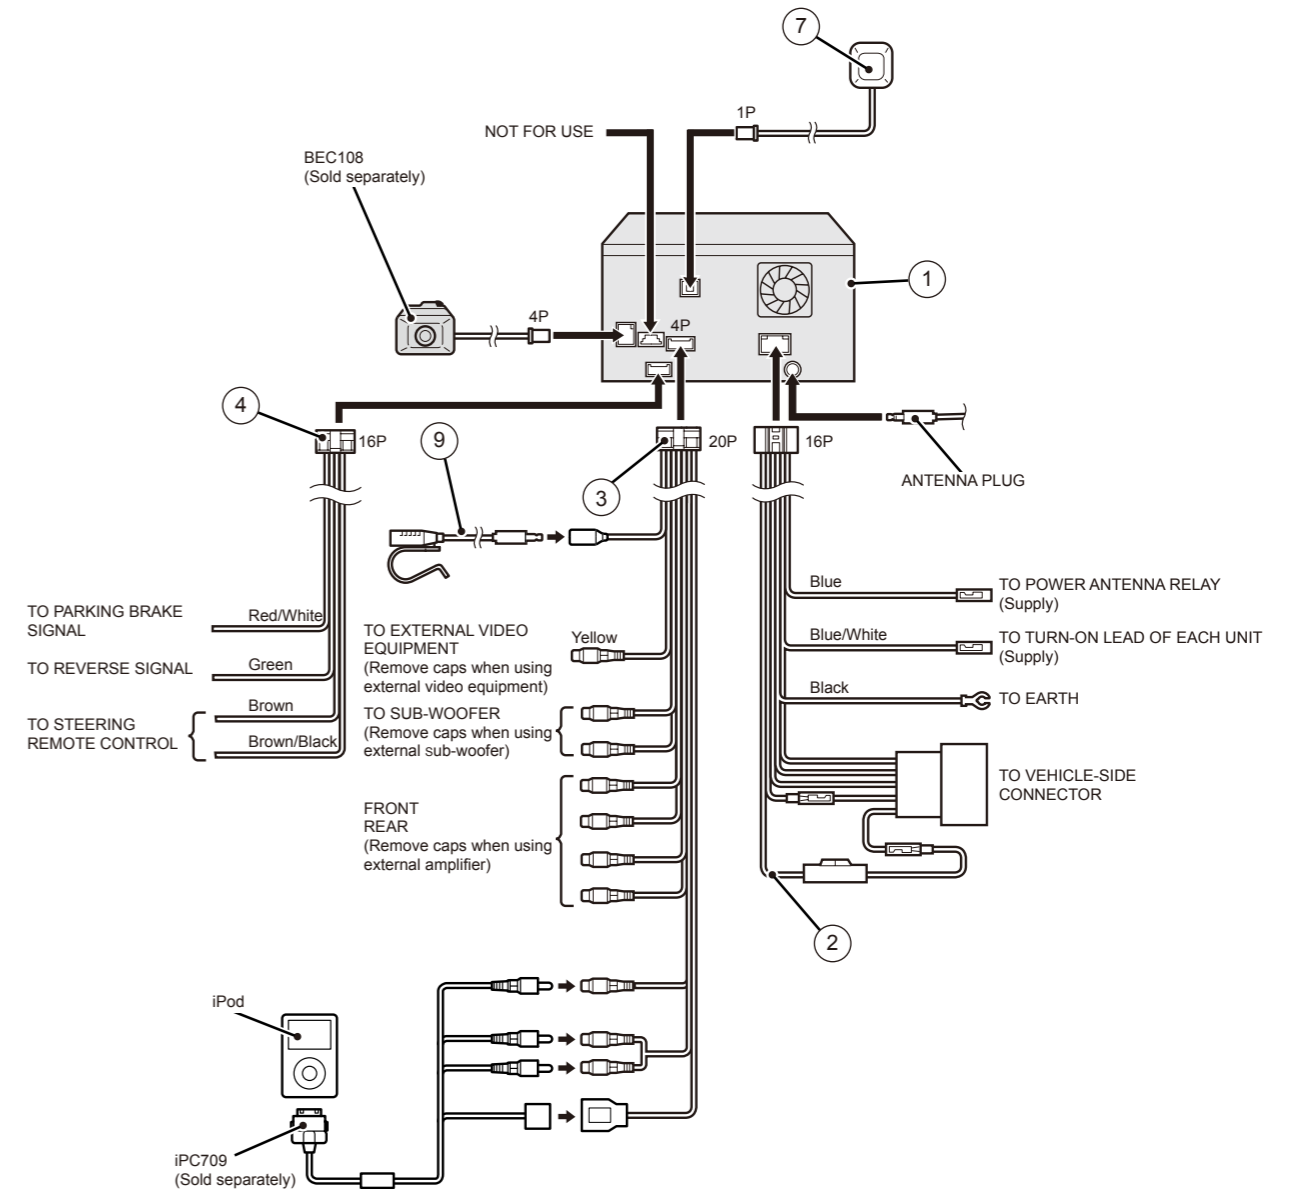 7
1P
NOT FOR USE
BEC108
(Sold separately)
1
4P
4P
4
16P
9
3
20P
16P
ANTENNA PLUG
Blue
TO POWER ANTENNA RELAY
(Supply)
TO PARKING BRAKE
SIGNAL
Red/White
TO EXTERNAL VIDEO
EQUIPMENT
(Remove caps when using
external video equipment)
Yellow
Blue/White
TO TURN-ON LEAD OF EACH UNIT
(Supply)
TO REVERSE SIGNAL
Green
Black
TO EARTH
TO STEERING
REMOTE CONTROL
Brown
Brown/Black
TO SUB-WOOFER
(Remove caps when using
external sub-woofer)
TO VEHICLE-SIDE
CONNECTOR
FRONT
REAR
(Remove caps when using
external amplifier)
2
iPod
iPC709
(Sold separately)